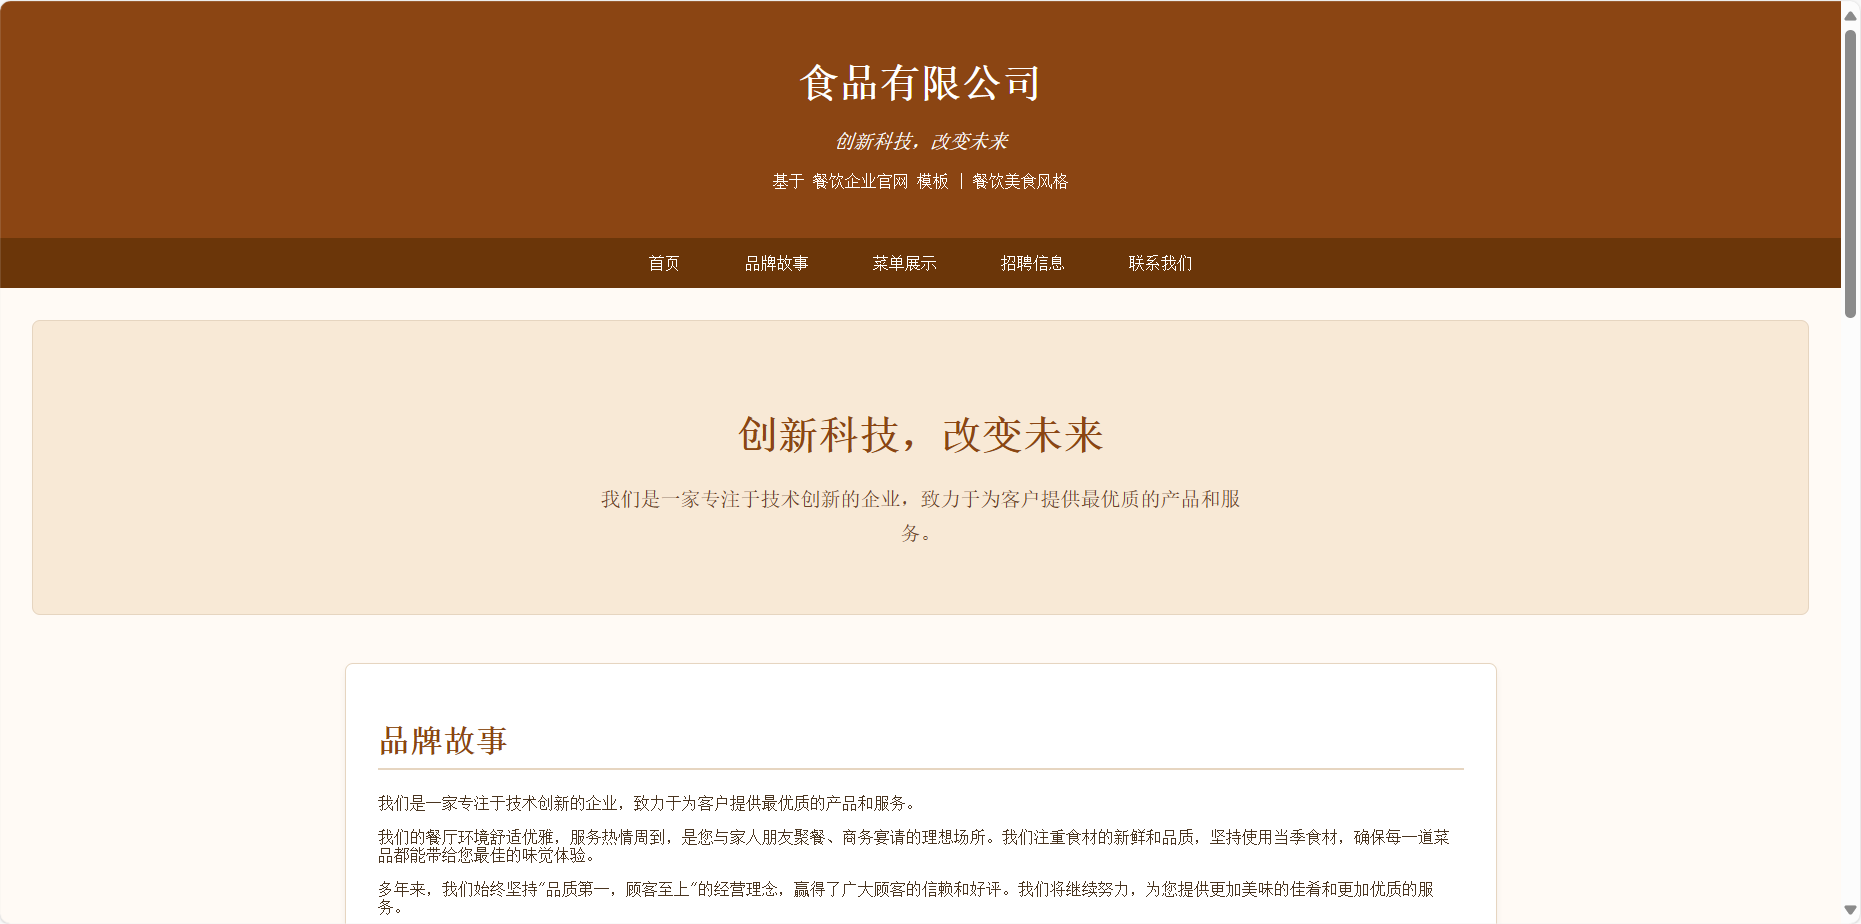 食品有限公司
创新科技，改变未来
基于 餐饮企业官网 模板 | 餐饮美食风格
首页 品牌故事 菜单展示 招聘信息 联系我们
创新科技，改变未来
我们是一家专注于技术创新的企业，致力于为客户提供最优质的产品和服
务。
品牌故事
我们是一家专注于技术创新的企业，致力于为客户提供最优质的产品和服务。
我们的餐厅环境舒适优雅，服务热情周到，是您与家人朋友聚餐、商务宴请的理想场所。我们注重食材的新鲜和品质，坚持使用当季食材，确保每一道菜
品都能带给您最佳的味觉体验。
多年来，我们始终坚持"品质第一，顾客至上"的经营理念，赢得了广大顾客的信赖和好评。我们将继续努力，为您提供更加美味的佳肴和更加优质的服
务。